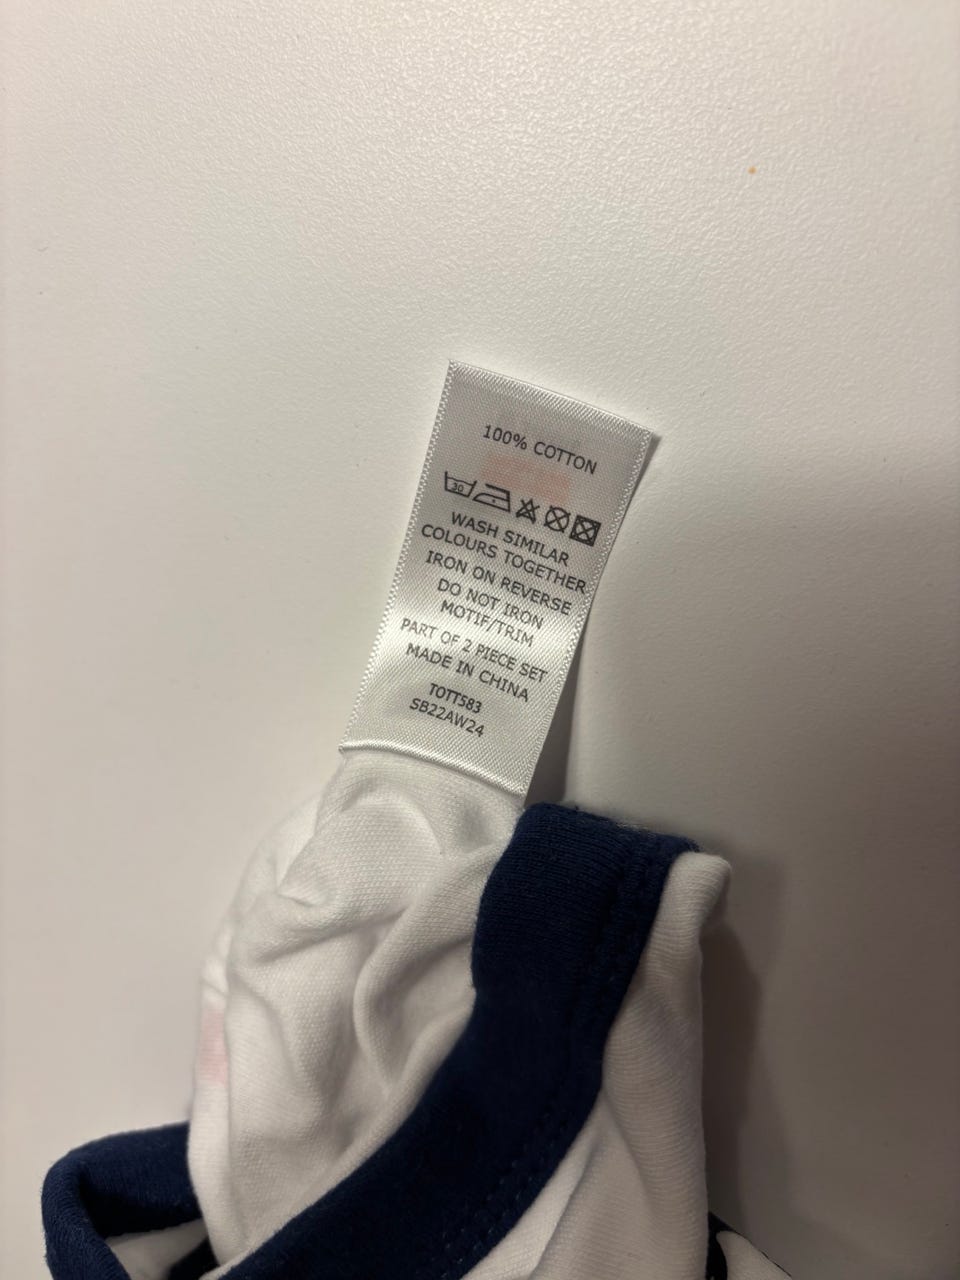 100% COTTON
30
WASH SIMILAR
COLOURS TOGETHER
IRON ON REVERSE
DO NOT IRON
MOTIF/TRIM
PART OF 2 PIECE SET
MADE IN CHINA
TOTT583
SB22AW24